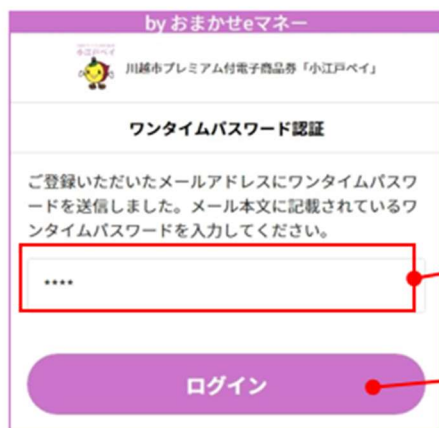 by おまかせeマネー
小江戸ペイ
川越市プレミアム付電子商品券「小江戸ペイ」
ワンタイムパスワード認証
ご登録いただいたメールアドレスにワンタイムパスワ
ードを送信しました。メール本文に記載されているワ
ンタイムパスワードを入力してください。
****
ログイン